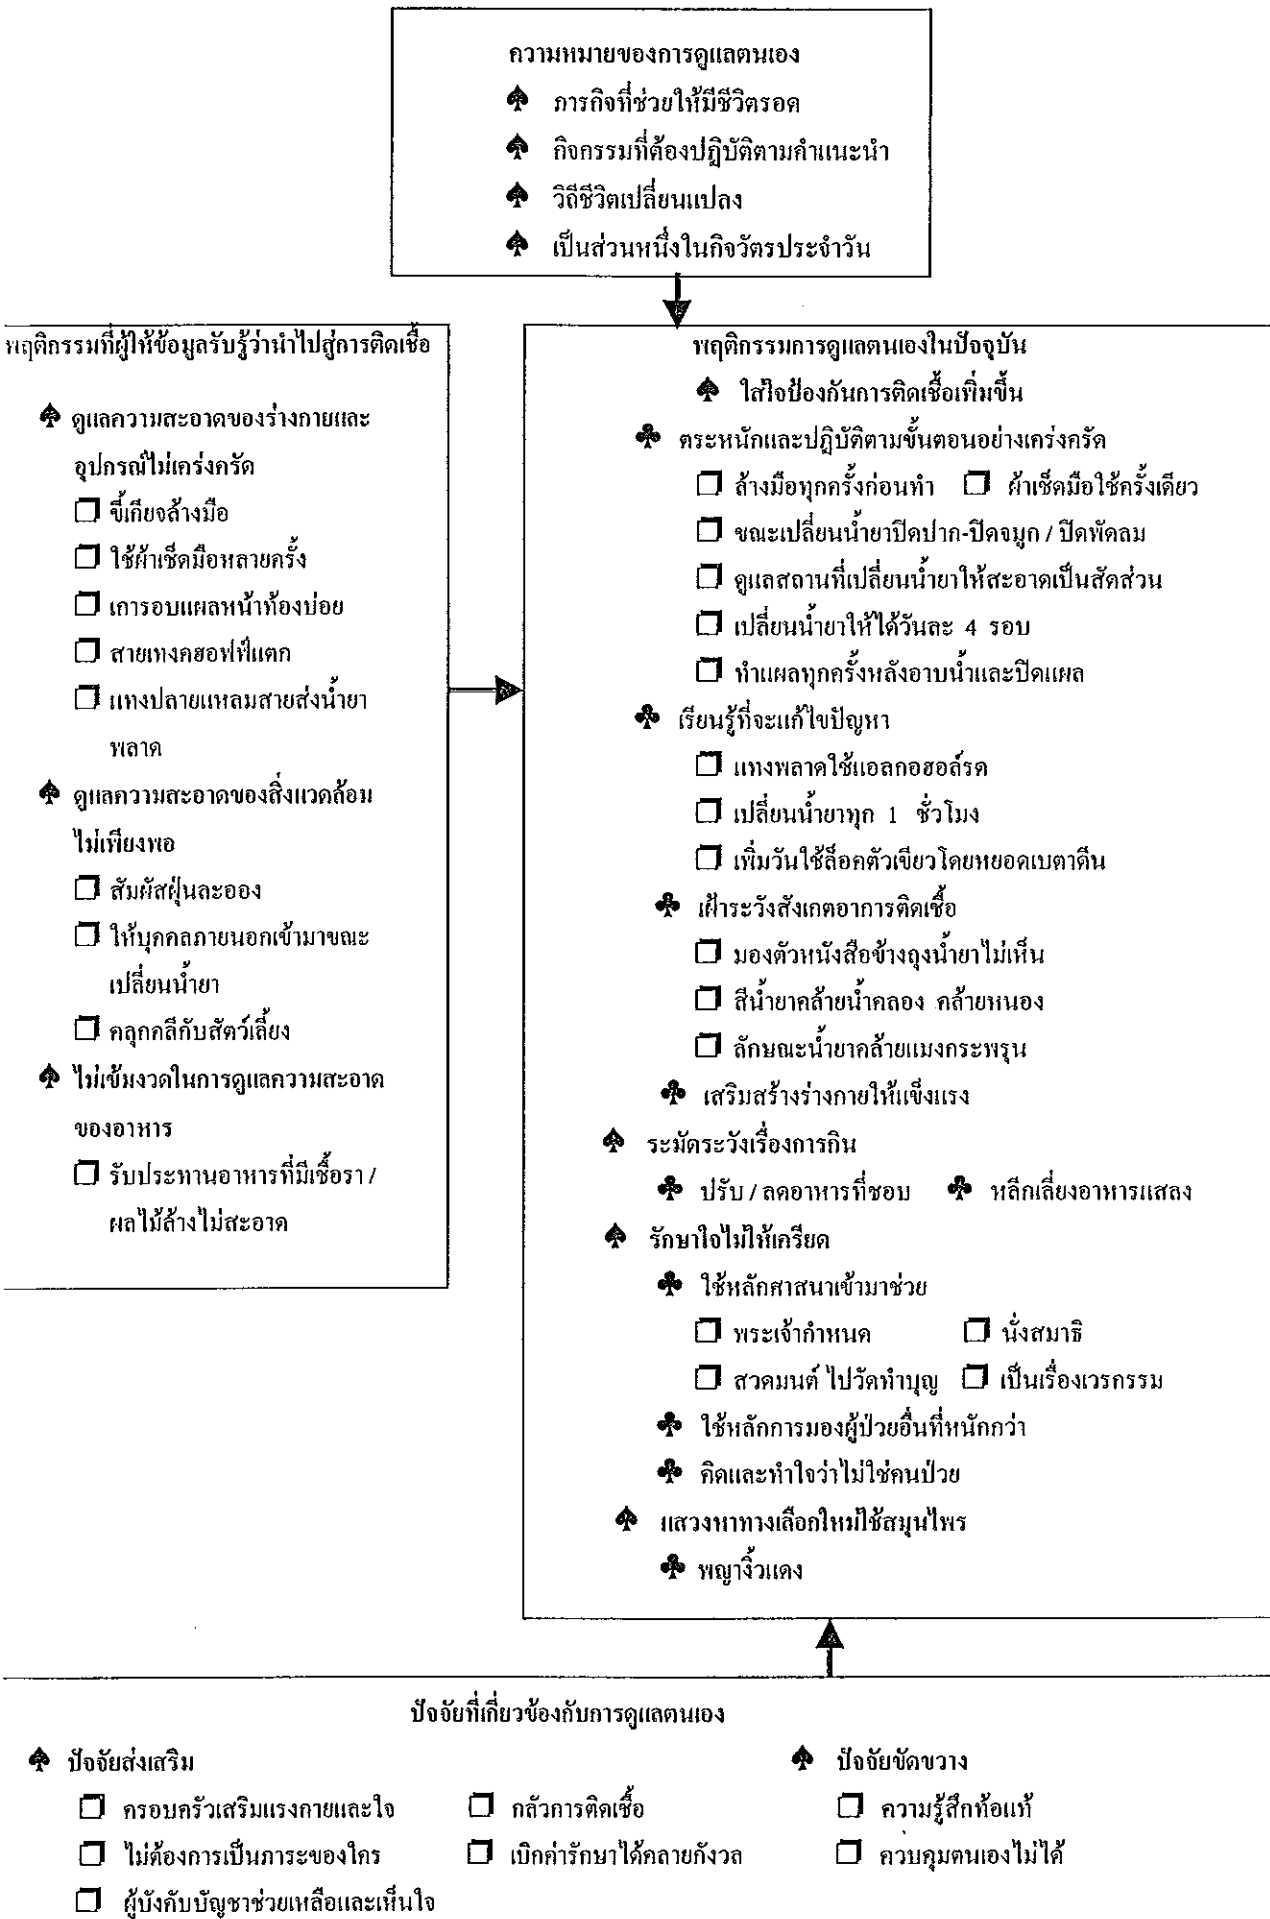 ความหมายของการดูแลตนเอง
♠ ภารกิจที่ช่วยให้มีชีวิตรอด
♠ กิจกรรมที่ต้องปฏิบัติตามคำแนะนำ
♠ วิถีชีวิตเปลี่ยนแปลง
♠ เป็นส่วนหนึ่งในกิจวัตรประจำวัน
พฤติกรรมที่ผู้ให้ข้อมูลรับรู้ว่านำไปสู่การติดเชื้อ
♠ ดูแลความสะอาดของร่างกายและ
อุปกรณ์ไม่เคร่งครัด
❒ ขี้เกียจล้างมือ
❒ ใช้ผ้าเช็ดมือหลายครั้ง
❒ เการอบแผลหน้าท้องบ่อย
❒ สายเทงคฮอฟฟ์แตก
❒ แทงปลายแหลมสายส่งน้ำยา
พลาด
♠ ดูแลความสะอาดของสิ่งแวดล้อม
ไม่เพียงพอ
❒ สัมผัสฝุ่นละออง
❒ ให้บุคคลภายนอกเข้ามาขณะ
เปลี่ยนน้ำยา
❒ คลุกคลีกับสัตว์เลี้ยง
♠ ไม่เข้มงวดในการดูแลความสะอาด
ของอาหาร
❒ รับประทานอาหารที่มีเชื้อรา /
ผลไม้ล้างไม่สะอาด
พฤติกรรมการดูแลตนเองในปัจจุบัน
♠ ใส่ใจป้องกันการติดเชื้อเพิ่มขึ้น
♣ ตระหนักและปฏิบัติตามขั้นตอนอย่างเคร่งครัด
❒ ล้างมือทุกครั้งก่อนทำ ❒ ผ้าเช็ดมือใช้ครั้งเดียว
❒ ขณะเปลี่ยนน้ำยาปิดปาก-ปิดจมูก / ปิดพัดลม
❒ ดูแลสถานที่เปลี่ยนน้ำยาให้สะอาดเป็นสัดส่วน
❒ เปลี่ยนน้ำยาให้ได้วันละ 4 รอบ
❒ ทำแผลทุกครั้งหลังอาบน้ำและปิดแผล
♣ เรียนรู้ที่จะแก้ไขปัญหา
❒ แทงพลาดใช้แอลกอฮอล์รด
❒ เปลี่ยนน้ำยาทุก 1 ชั่วโมง
❒ เพิ่มวันใช้ล็อคตัวเขียวโดยหยอดเบตาดีน
♣ เฝ้าระวังสังเกตอาการติดเชื้อ
❒ มองตัวหนังสือข้างถุงน้ำยาไม่เห็น
❒ สีน้ำยาคล้ายน้ำคลอง คล้ายหนอง
❒ ลักษณะน้ำยาคล้ายแมงกะพรุน
♣ เสริมสร้างร่างกายให้แข็งแรง
♠ ระมัดระวังเรื่องการกิน
♣ ปรับ / ลดอาหารที่ชอบ ♣ หลีกเลี่ยงอาหารแสลง
♠ รักษาใจไม่ให้เครียด
♣ ใช้หลักศาสนาเข้ามาช่วย
❒ พระเจ้ากำหนด ❒ นั่งสมาธิ
❒ สวดมนต์ ไปวัดทำบุญ ❒ เป็นเรื่องเวรกรรม
♣ ใช้หลักการมองผู้ป่วยอื่นที่หนักกว่า
♣ คิดและทำใจว่าไม่ใช่คนป่วย
♠ แสวงหาทางเลือกใหม่ใช้สมุนไพร
♣ พญางิ้วแดง
ปัจจัยที่เกี่ยวข้องกับการดูแลตนเอง
♠ ปัจจัยส่งเสริม ♠ ปัจจัยขัดขวาง
❒ ครอบครัวเสริมแรงกายและใจ ❒ กลัวการติดเชื้อ ❒ ความรู้สึกท้อแท้
❒ ไม่ต้องการเป็นภาระของใคร ❒ เบิกค่ารักษาได้คลายกังวล ❒ ควบคุมตนเองไม่ได้
❒ ผู้บังคับบัญชาช่วยเหลือและเห็นใจ